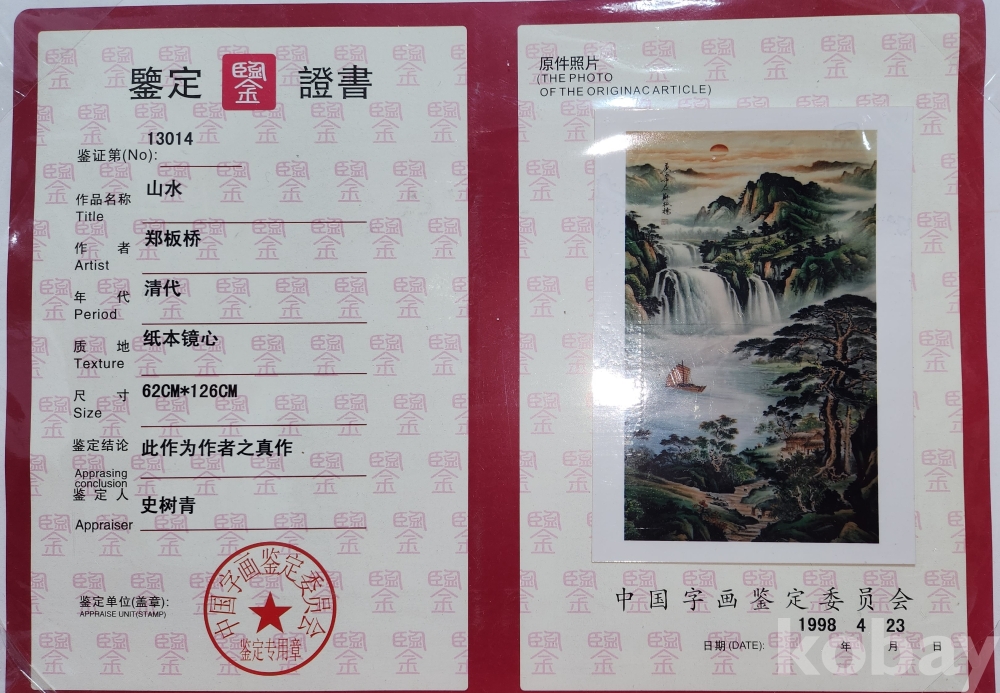 鑒定 鑒金 證書
13014
鉴证第(No):
作品名称 山水
Title
作者 郑板桥
Artist
年代 清代
Period
质地 纸本镜心
Texture
尺寸 62CM*126CM
Size
鉴定结论 此作为作者之真作
Apprasing
conclusion
鉴定人 史树青
Appraiser
鉴定单位(盖章):
APPRAISE UNIT(STAMP)
中国字画鉴定委员会
鉴定专用章
原件照片
(THE PHOTO
OF THE ORIGINAC ARTICLE)
中国字画鉴定委员会
1998 4 23
日期(DATE): 年 月 日
kobay